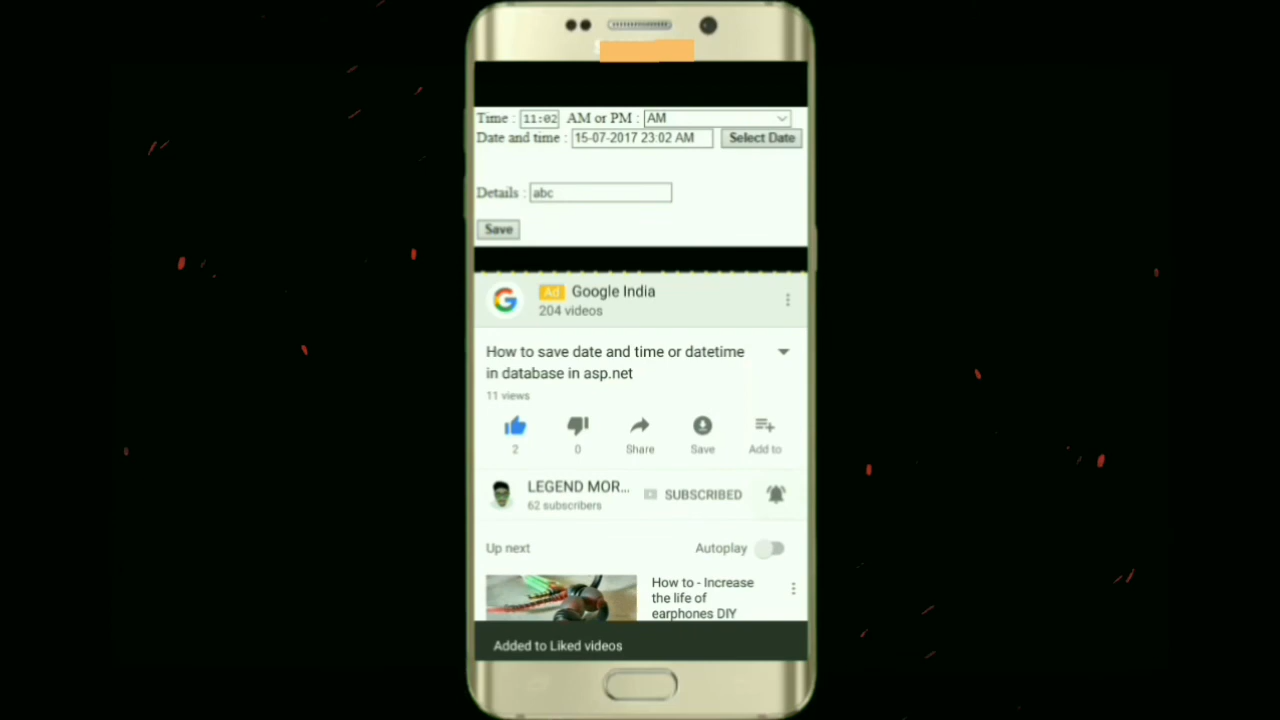 Time : 11:02 AM or PM : AM
Date and time : 15-07-2017 23:02 AM Select Date
Details : abc
Save
Ad Google India
204 videos
How to save date and time or datetime
in database in asp.net
11 views
2 0 Share Save Add to
LEGEND MOR... SUBSCRIBED
62 subscribers
Up next Autoplay
How to - Increase
the life of
earphones DIY
Added to Liked videos